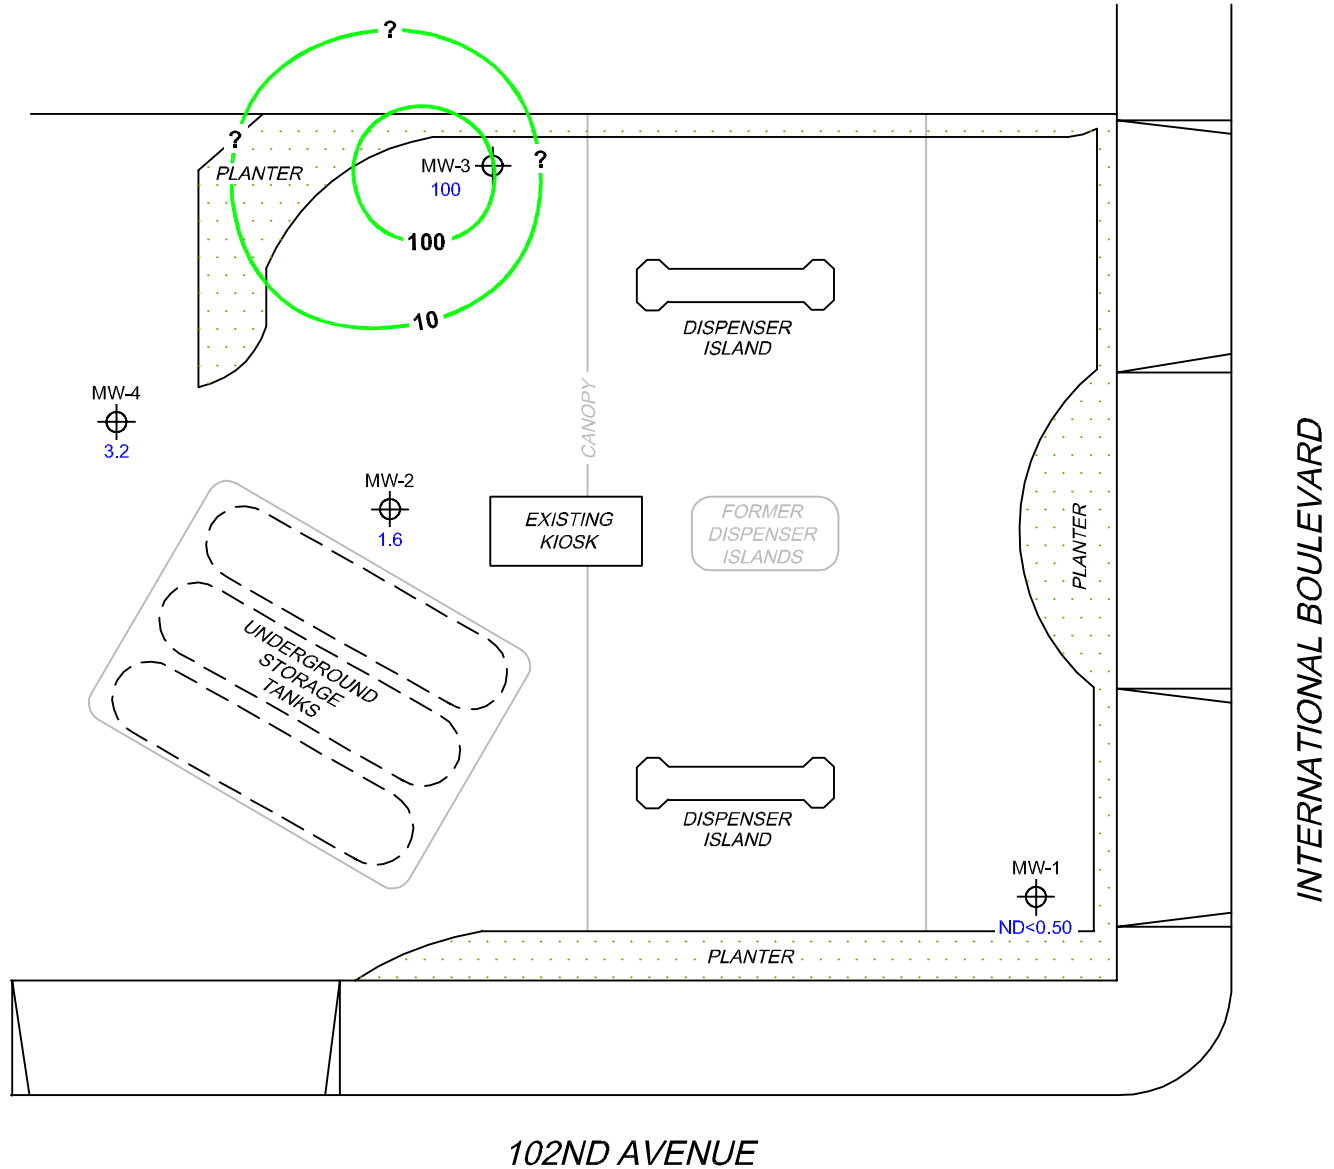 ?
?
?
PLANTER
MW-3
100
100
10
DISPENSER
ISLAND
MW-4
3.2
CANOPY
MW-2
1.6
EXISTING
KIOSK
FORMER
DISPENSER
ISLANDS
PLANTER
INTERNATIONAL BOULEVARD
UNDERGROUND
STORAGE
TANKS
DISPENSER
ISLAND
MW-1
ND<0.50
PLANTER
102ND AVENUE